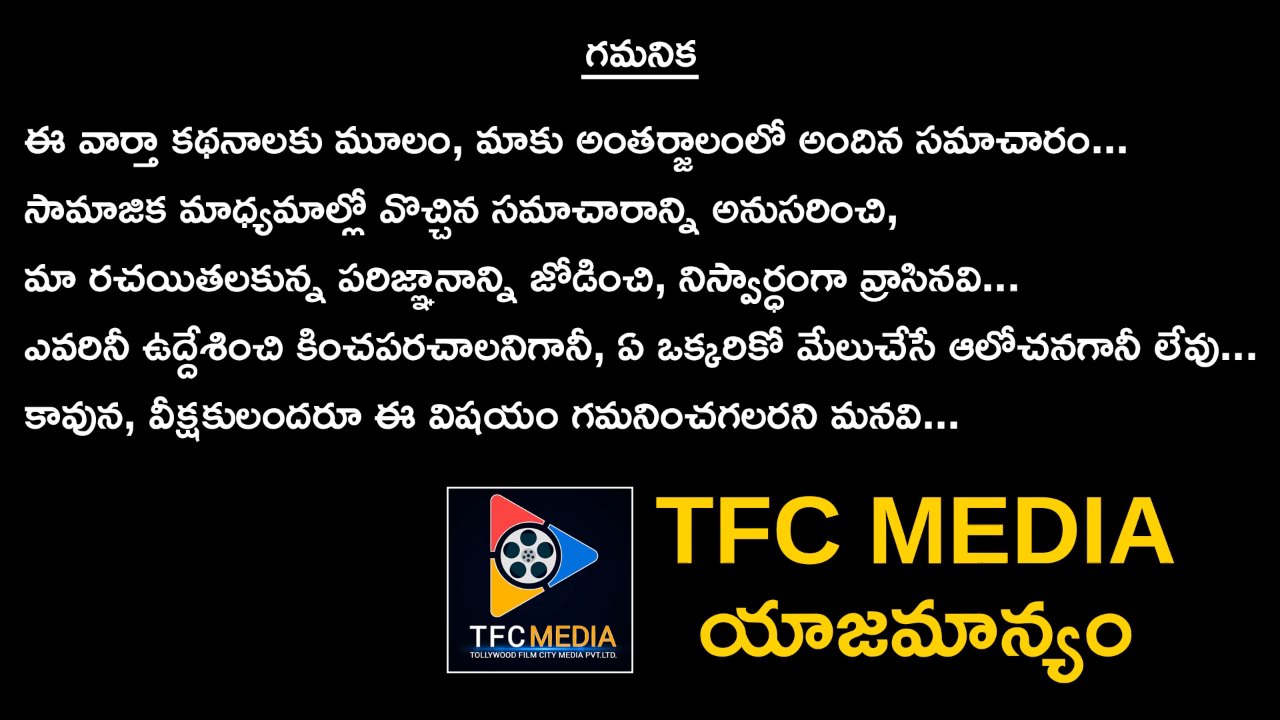 గమనిక
ఈ వార్తా కథనాలకు మూలం, మాకు అంతర్జాలంలో అందిన సమాచారం...
సామాజిక మాధ్యమాల్లో వొచ్చిన సమాచారాన్ని అనుసరించి,
మా రచయితలకున్న పరిజ్ఞానాన్ని జోడించి, నిస్వార్ధంగా వ్రాసినవి...
ఎవరినీ ఉద్దేశించి కించపరచాలనిగానీ, ఏ ఒక్కరికో మేలుచేసే ఆలోచనగానీ లేవు...
కావున, వీక్షకులందరూ ఈ విషయం గమనించగలరని మనవి...
TFC MEDIA
యాజమాన్యం
TFC MEDIA
TOLLYWOOD FILM CITY MEDIA PVT.LTD.